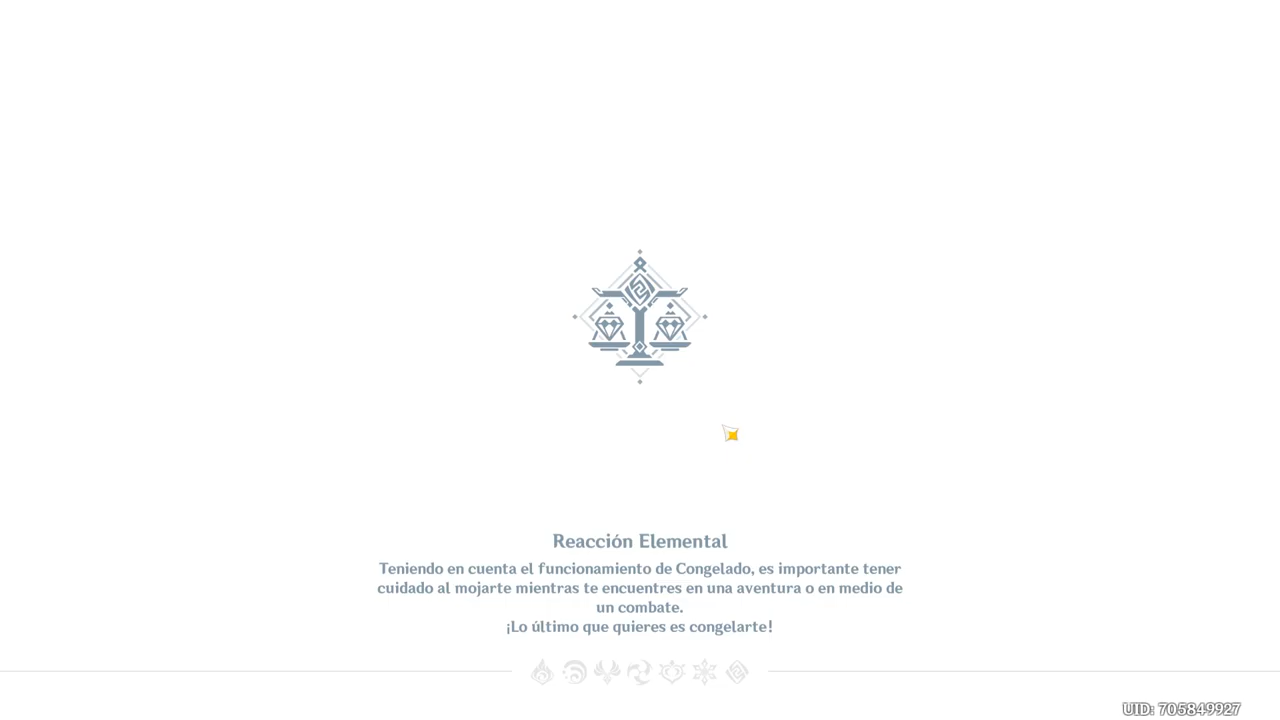 Reacción Elemental
Teniendo en cuenta el funcionamiento de Congelado, es importante tener
cuidado al mojarte mientras te encuentres en una aventura o en medio de
un combate.
¡Lo último que quieres es congelarte!
UID: 705849927